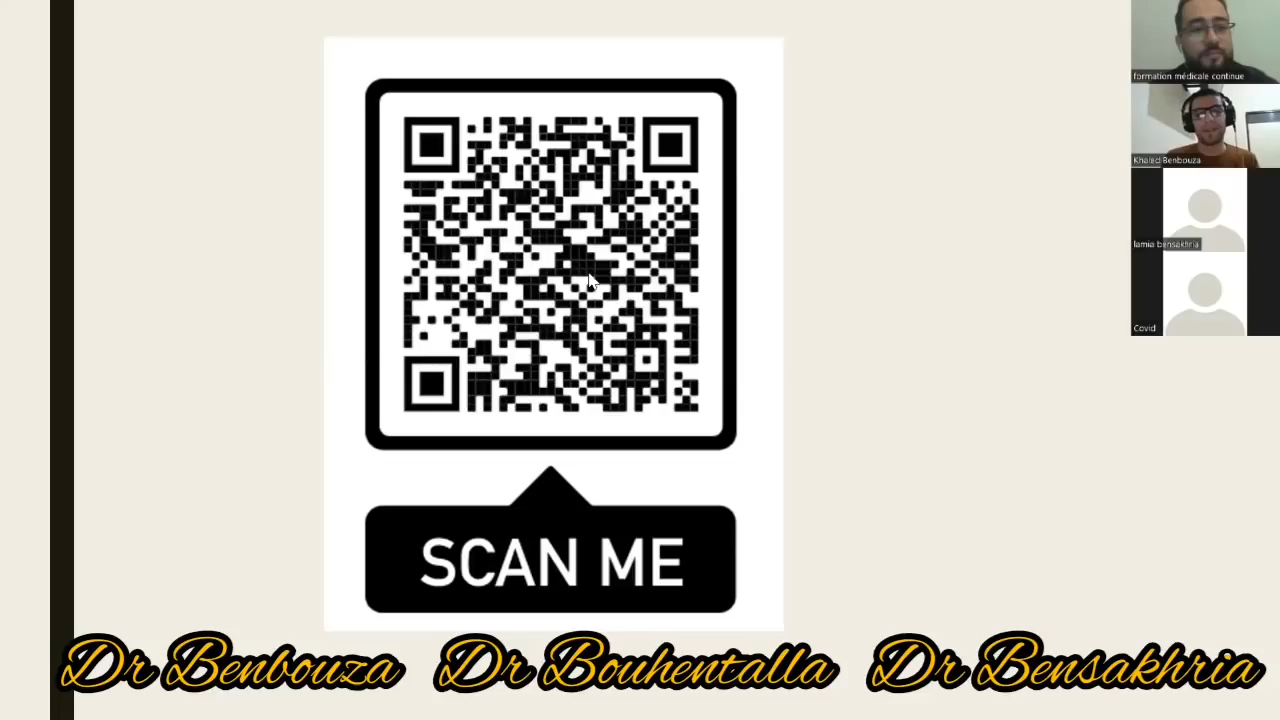 formation médicale continue
Khaled Benbouza
lamia bensakhria
Covid
SCAN ME
Dr Benbouza Dr Bouhentalla Dr Bensakhria